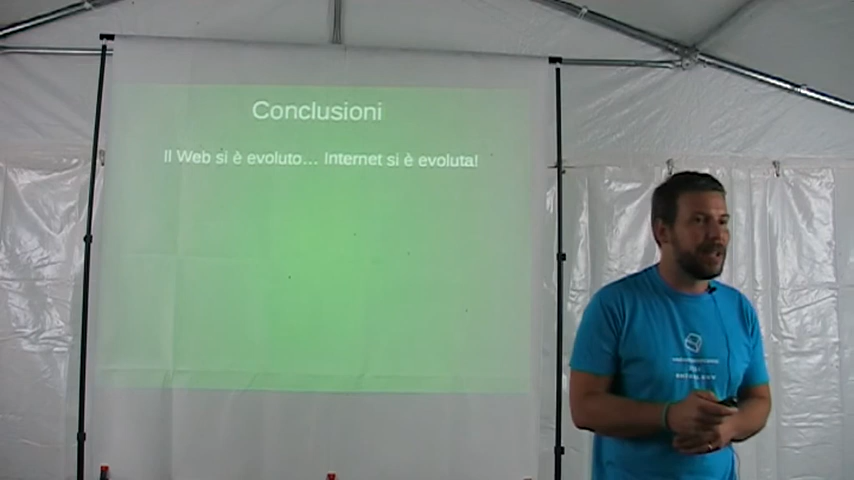 Conclusioni
Il Web si è evoluto... Internet si è evoluta!